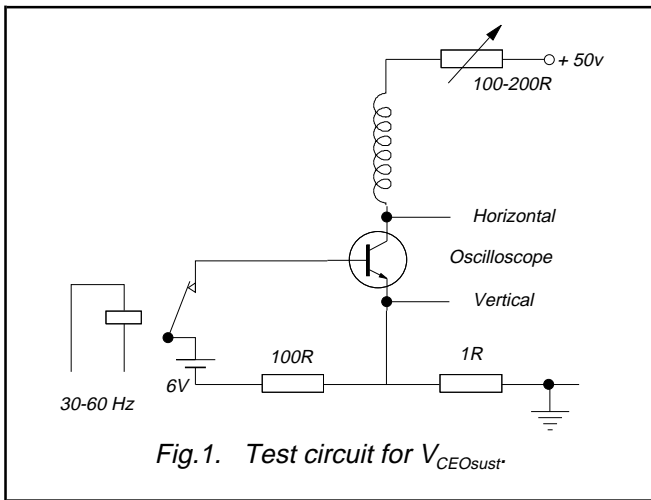 + 50v
100-200R
Horizontal
Oscilloscope
Vertical
100R
1R
6V
30-60 Hz
Fig.1. Test circuit for VCEOsust.